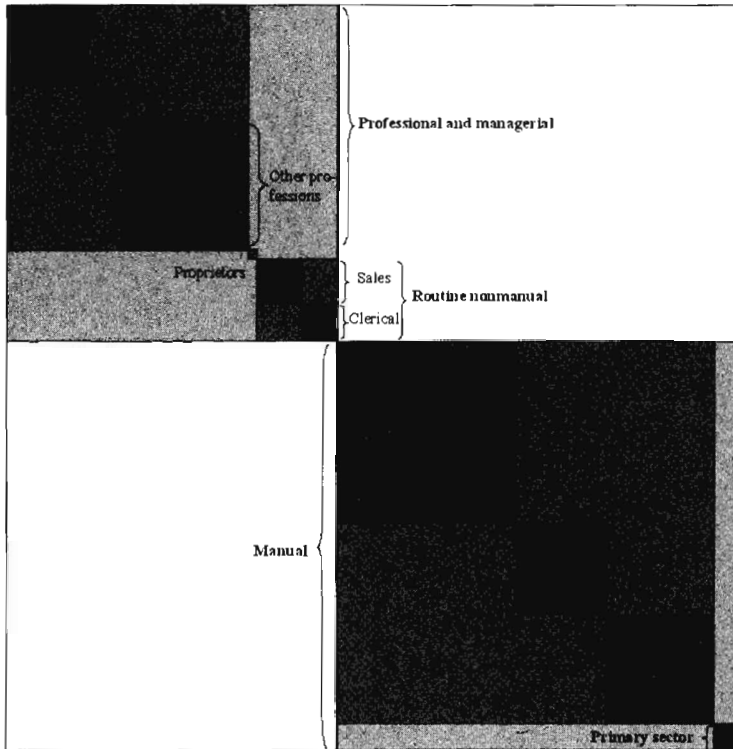 Professional and managerial
Other pro-
fessions
Proprietors
Sales
Routine nonmanual
Clerical
Manual
Primary sector